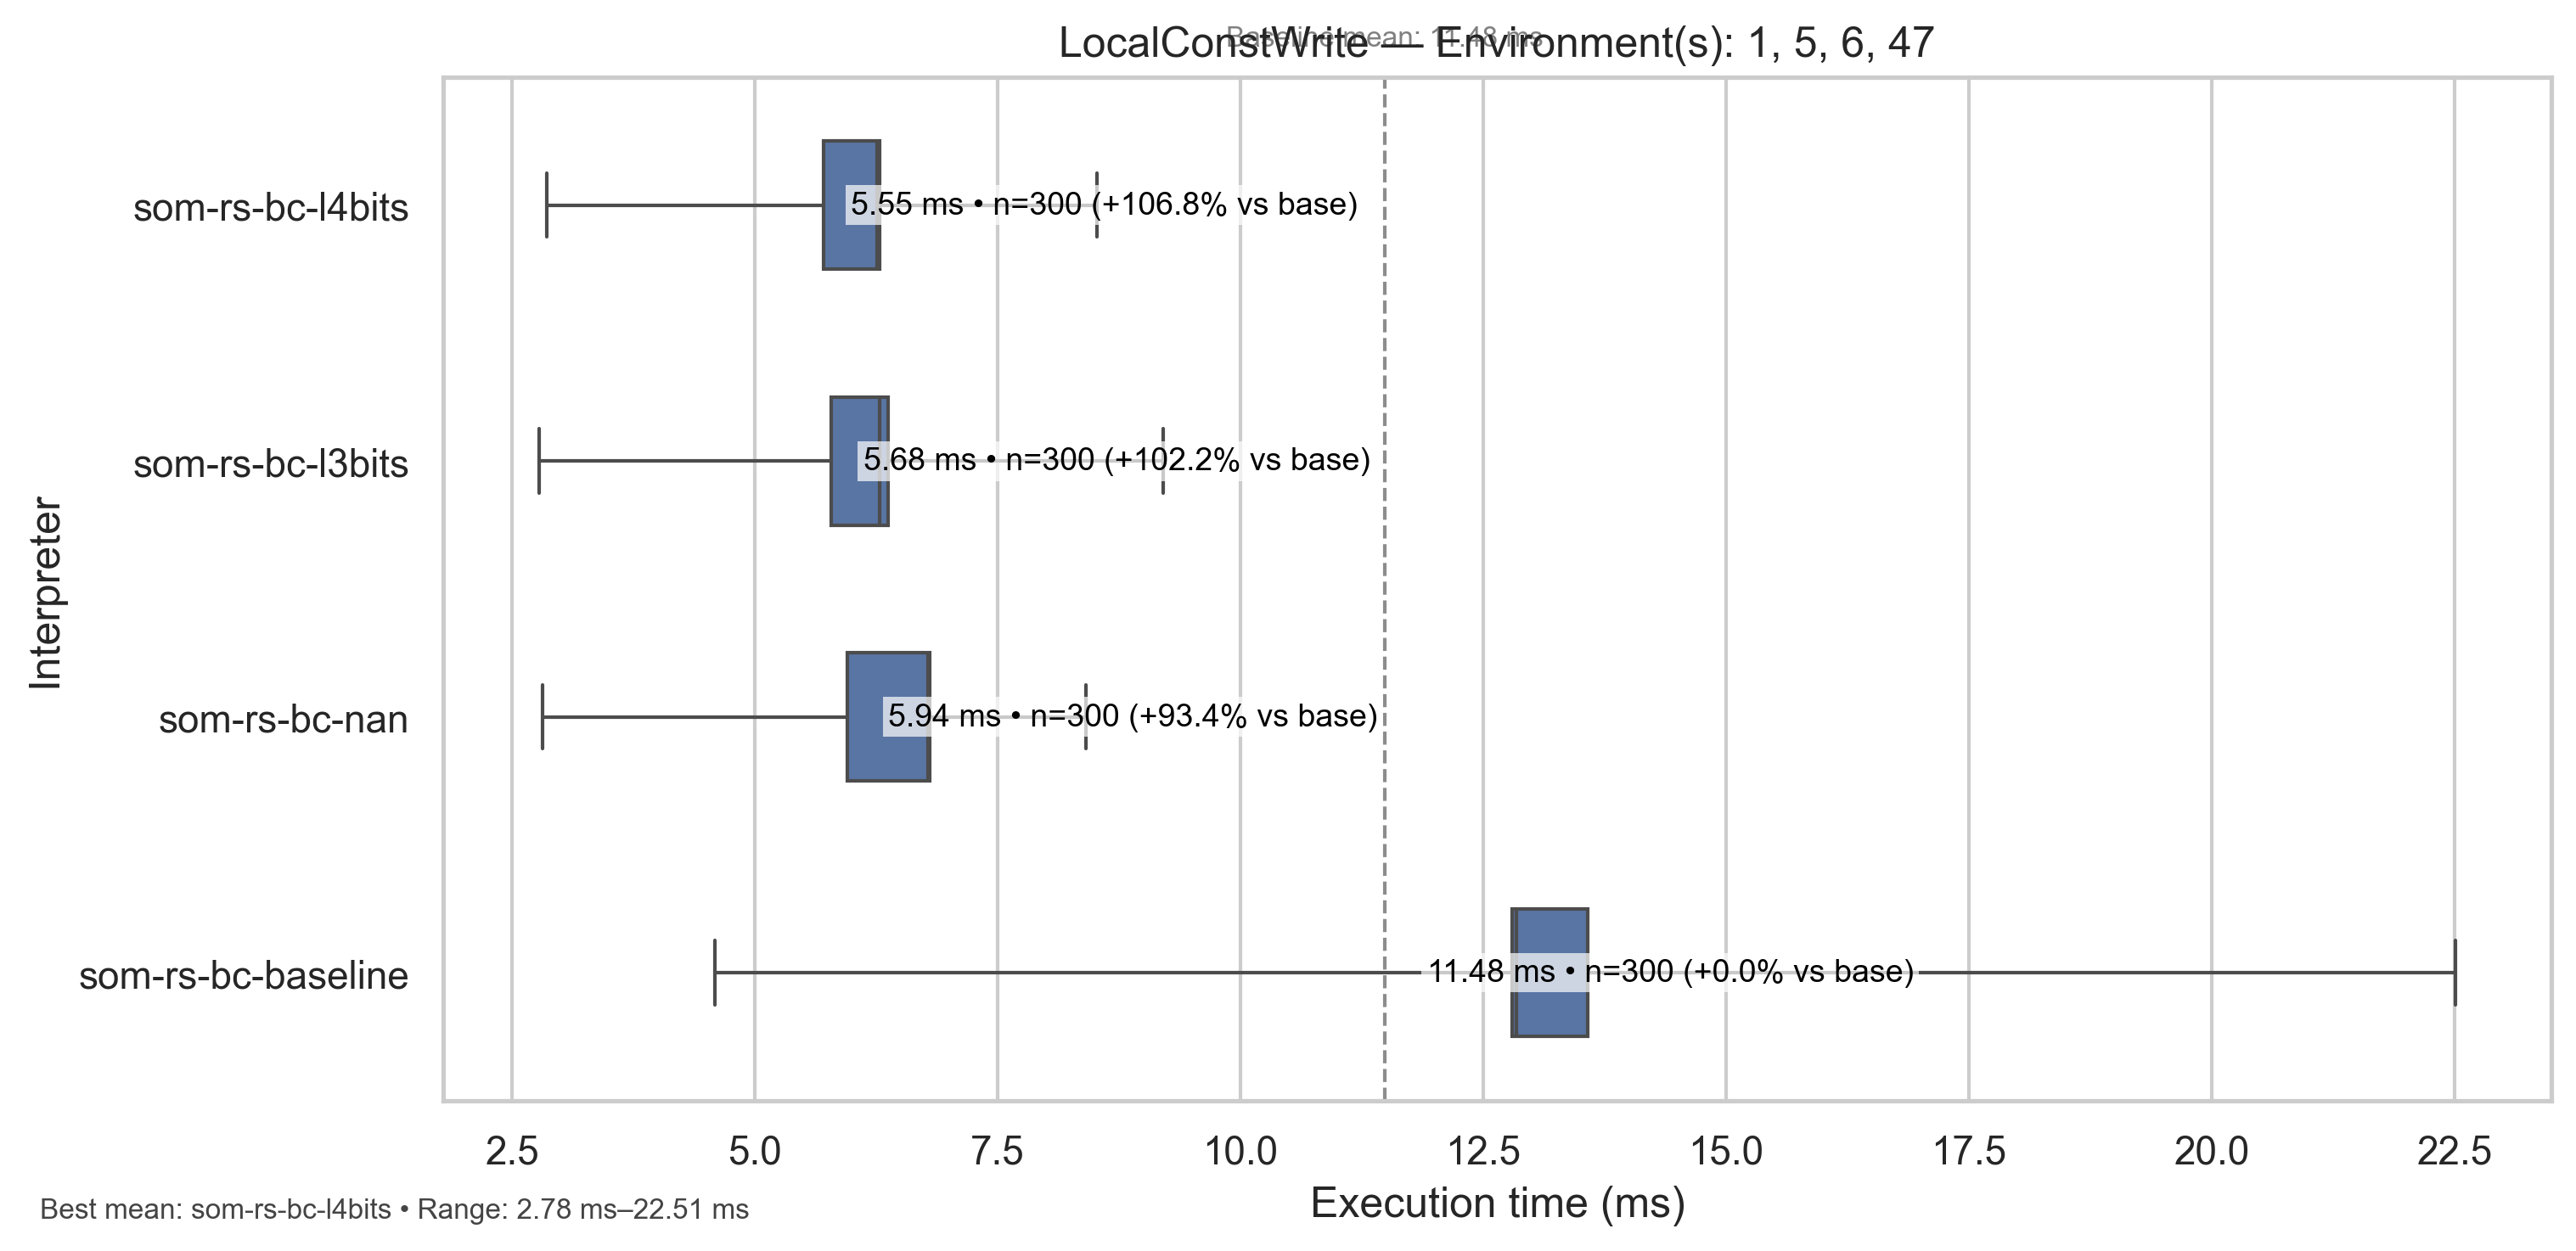 Baseline mean: 11.48 ms
LocalConstWrite — Environment(s): 1, 5, 6, 47
som-rs-bc-l4bits
5.55 ms • n=300 (+106.8% vs base)
som-rs-bc-l3bits
5.68 ms • n=300 (+102.2% vs base)
Interpreter
som-rs-bc-nan
5.94 ms • n=300 (+93.4% vs base)
som-rs-bc-baseline
11.48 ms • n=300 (+0.0% vs base)
2.5 5.0 7.5 10.0 12.5 15.0 17.5 20.0 22.5
Execution time (ms)
Best mean: som-rs-bc-l4bits • Range: 2.78 ms–22.51 ms